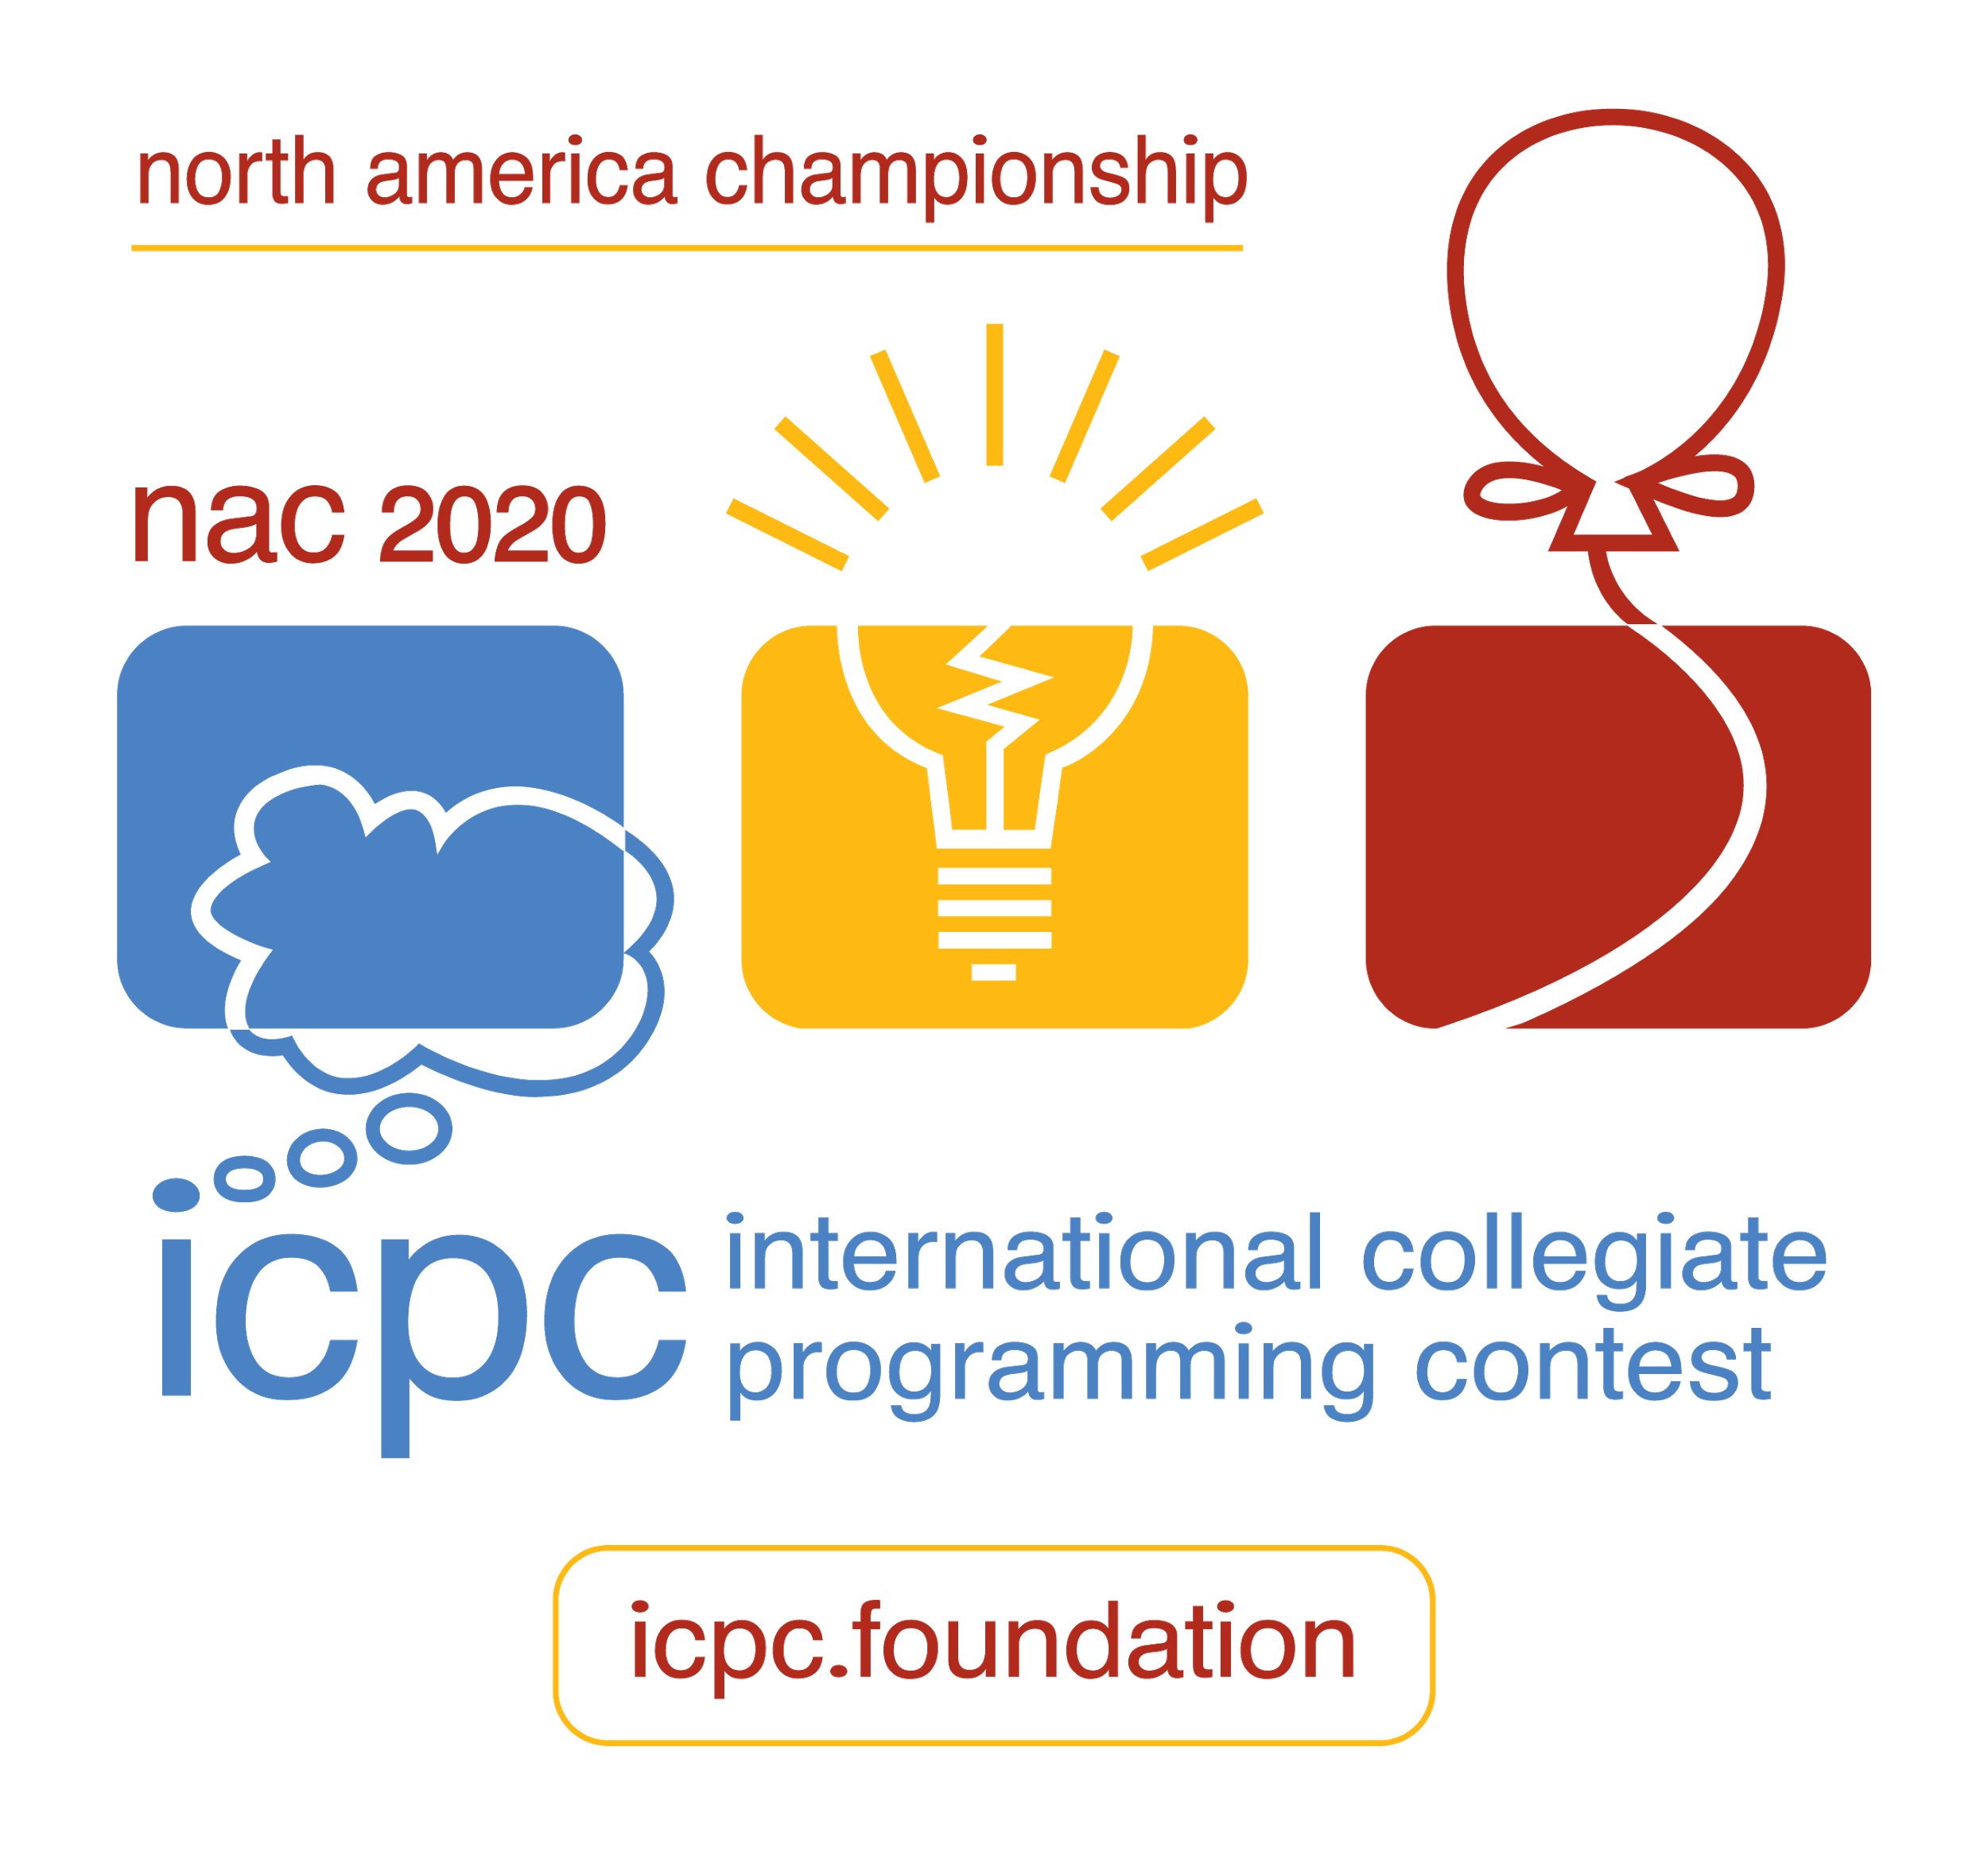 north america championship
nac 2020
icpc
international collegiate
programming contest
icpc.foundation